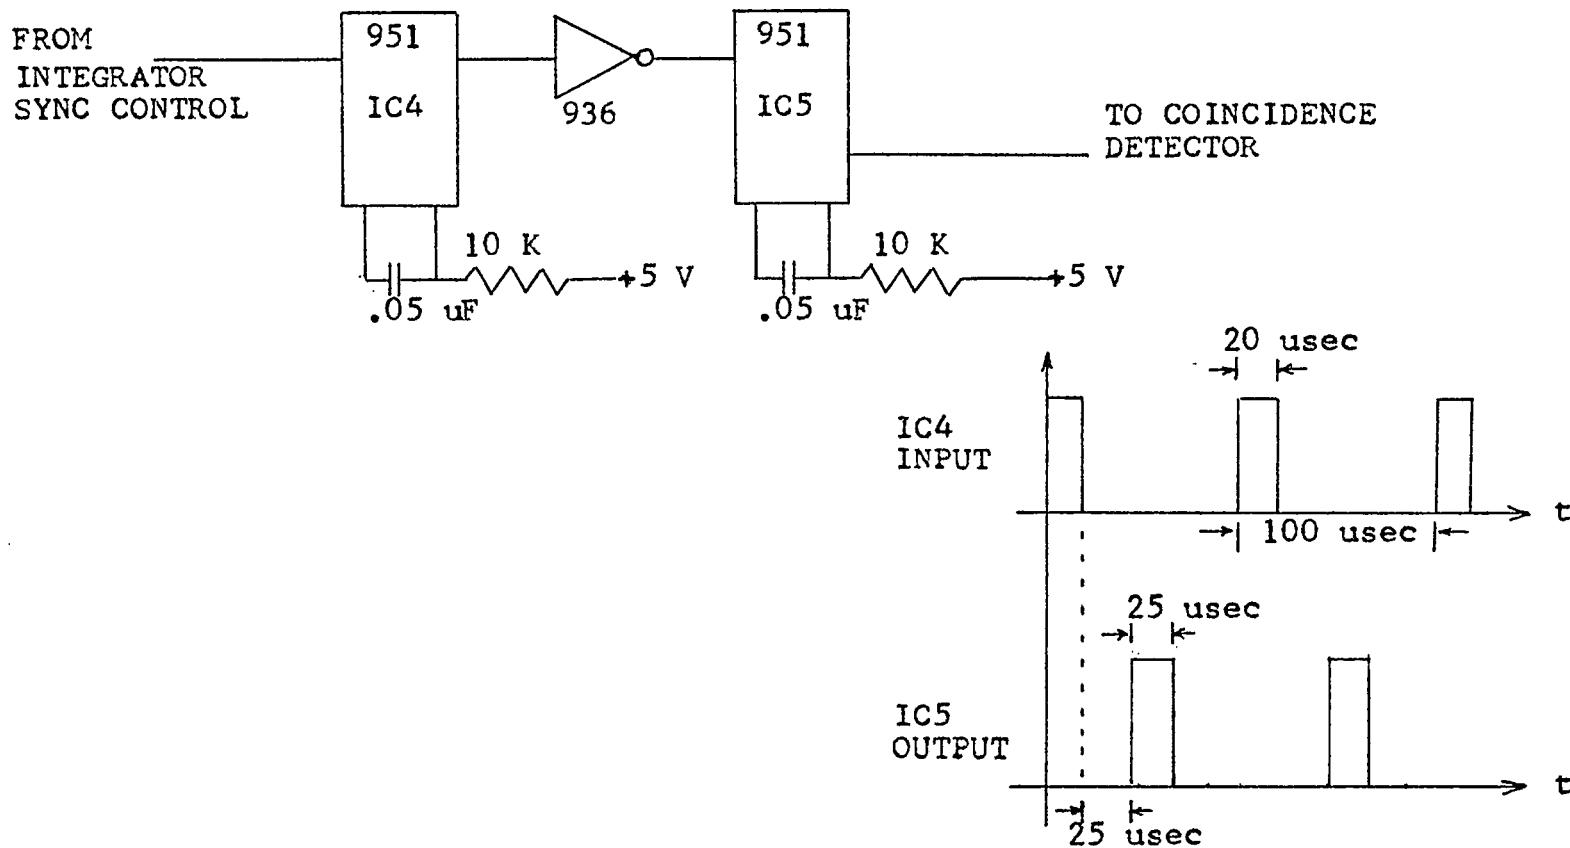 FROM
INTEGRATOR
SYNC CONTROL
951
IC4
936
951
IC5
TO COINCIDENCE
DETECTOR
10 K
+5 V
.05 uF
10 K
+5 V
.05 uF
20 usec
IC4
INPUT
t
100 usec
25 usec
IC5
OUTPUT
t
25 usec